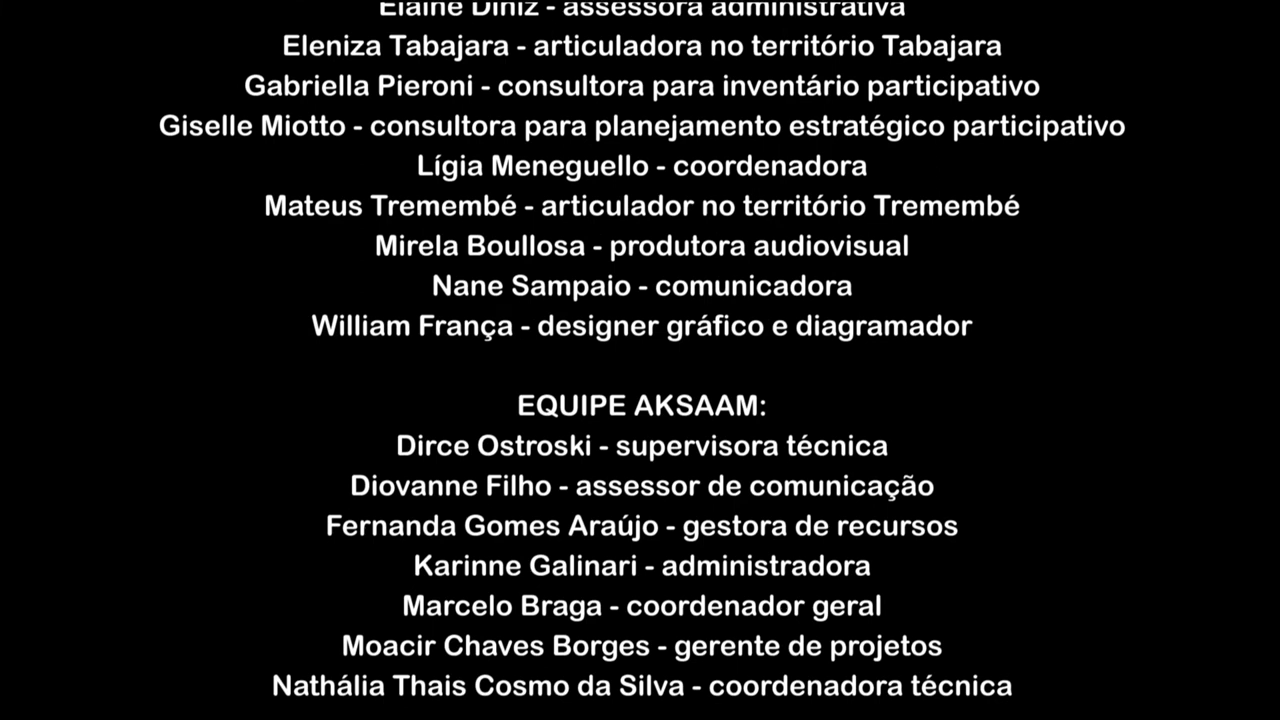 Elaine Diniz - assessora administrativa
Eleniza Tabajara - articuladora no território Tabajara
Gabriella Pieroni - consultora para inventário participativo
Giselle Miotto - consultora para planejamento estratégico participativo
Lígia Meneguello - coordenadora
Mateus Tremembé - articulador no território Tremembé
Mirela Boullosa - produtora audiovisual
Nane Sampaio - comunicadora
William França - designer gráfico e diagramador
EQUIPE AKSAAM:
Dirce Ostroski - supervisora técnica
Diovanne Filho - assessor de comunicação
Fernanda Gomes Araújo - gestora de recursos
Karinne Galinari - administradora
Marcelo Braga - coordenador geral
Moacir Chaves Borges - gerente de projetos
Nathália Thais Cosmo da Silva - coordenadora técnica